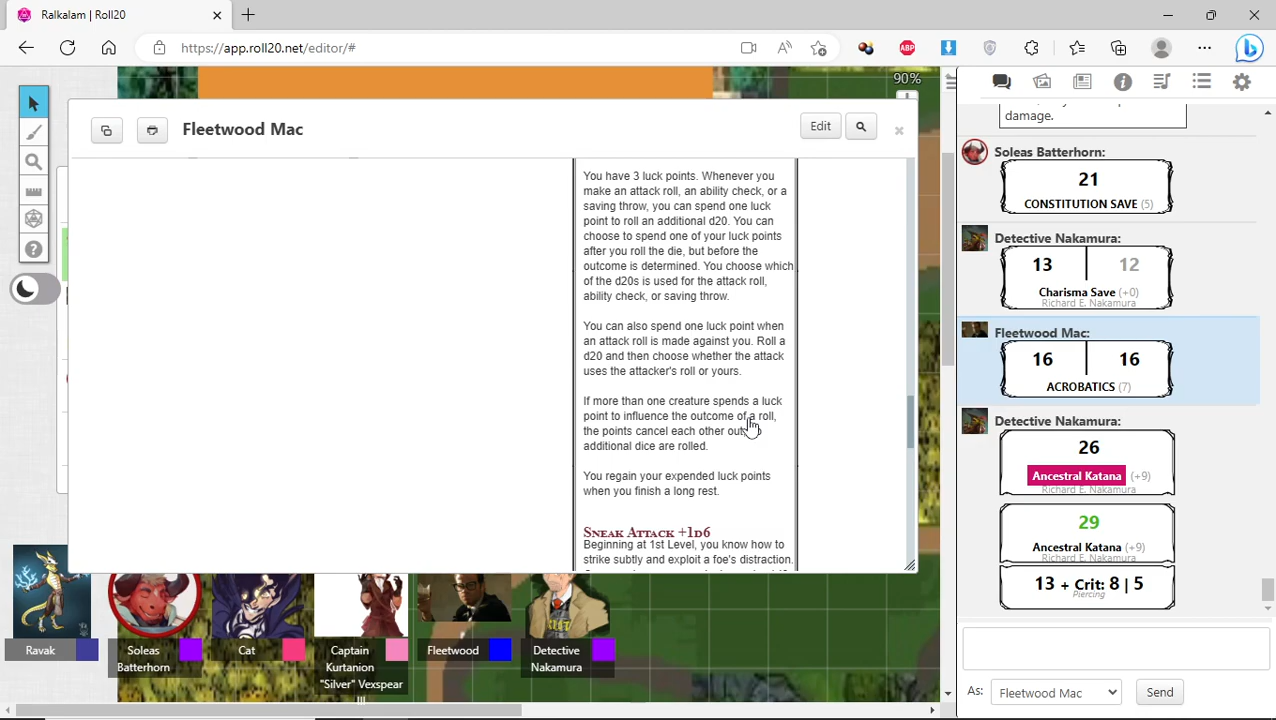 Ralkalam | Roll20
https://app.roll20.net/editor/#
ABP
90%
Fleetwood Mac
Edit
You have 3 luck points. Whenever you
make an attack roll, an ability check, or a
saving throw, you can spend one luck
point to roll an additional d20. You can
choose to spend one of your luck points
after you roll the die, but before the
outcome is determined. You choose which
of the d20s is used for the attack roll,
ability check, or saving throw.
You can also spend one luck point when
an attack roll is made against you. Roll a
d20 and then choose whether the attack
uses the attacker's roll or yours.
If more than one creature spends a luck
point to influence the outcome of a roll,
the points cancel each other
additional dice are rolled.
You regain your expended luck points
when you finish a long rest.
Sneak Attack +1d6
Beginning at 1st Level, you know how to
strike subtly and exploit a foe's distraction.
Ravak
Soleas
Batterhorn
Cat
Captain
Kurtanion
"Silver" Vexspear
Fleetwood
Detective
Nakamura
damage.
Soleas Batterhorn:
21
CONSTITUTION SAVE (5)
Detective Nakamura:
13 12
Charisma Save (+0)
Richard E. Nakamura
Fleetwood Mac:
16 16
ACROBATICS (7)
Detective Nakamura:
26
Ancestral Katana (+9)
Richard E. Nakamura
29
Ancestral Katana (+9)
Richard E. Nakamura
13 + Crit: 8 | 5
Piercing
As: Fleetwood Mac Send